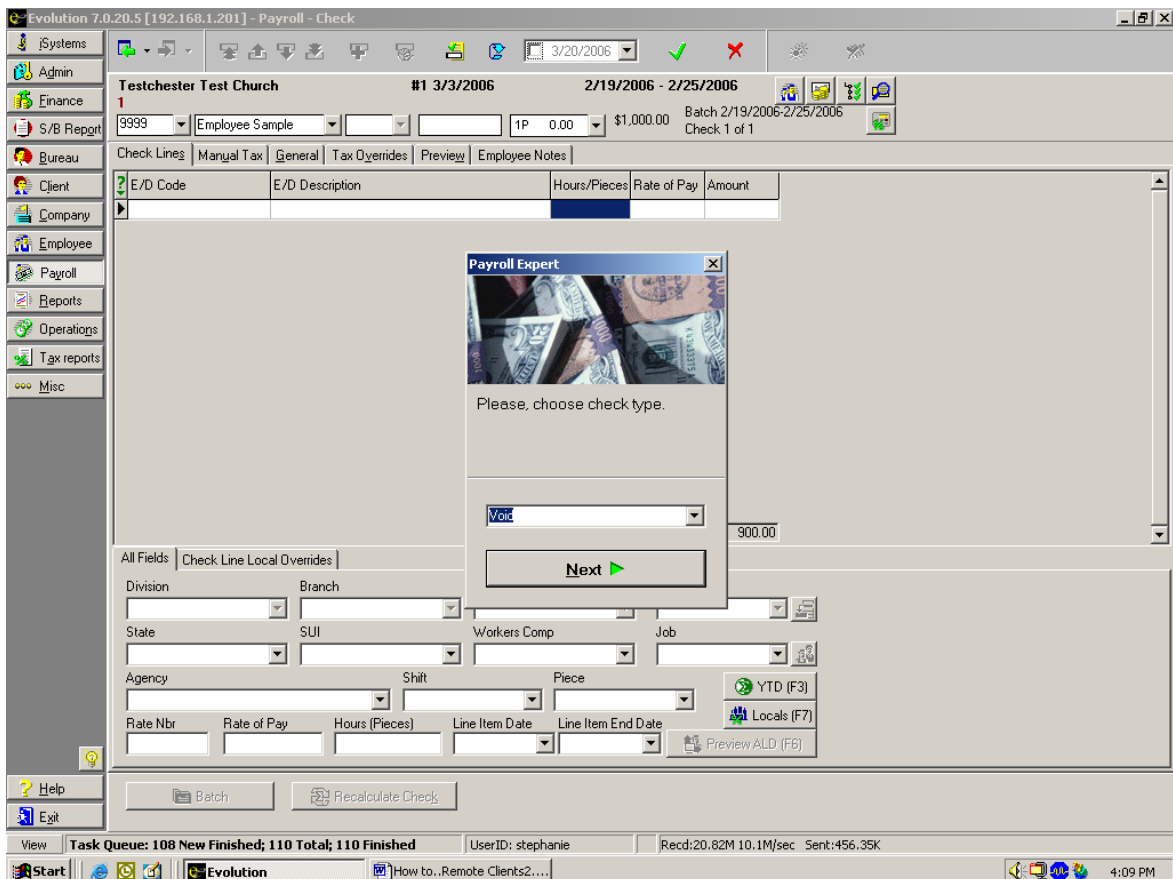 Evolution 7.0.20.5 [192.168.1.201] - Payroll - Check
iSystems
Admin
Finance
S/B Report
Bureau
Client
Company
Employee
Payroll
Reports
Operations
Tax reports
Misc
Help
Exit
3/20/2006
Testchester Test Church #1 3/3/2006 2/19/2006 - 2/25/2006
1
9999 Employee Sample 1P 0.00 $1,000.00
Batch 2/19/2006-2/25/2006
Check 1 of 1
Check Lines Manual Tax General Tax Overrides Preview Employee Notes
? E/D Code E/D Description Hours/Pieces Rate of Pay Amount
Payroll Expert
Please, choose check type.
Void
Next
900.00
All Fields Check Line Local Overrides
Division Branch
State SUI Workers Comp Job
Agency Shift Piece
YTD (F3)
Rate Nbr Rate of Pay Hours (Pieces) Line Item Date Line Item End Date
Locals (F7)
Preview ALD (F6)
Batch Recalculate Check
View Task Queue: 108 New Finished; 110 Total; 110 Finished UserID: stephanie Recd:20.82M 10.1M/sec Sent:456.35K
Start Evolution How to..Remote Clients2.... 4:09 PM